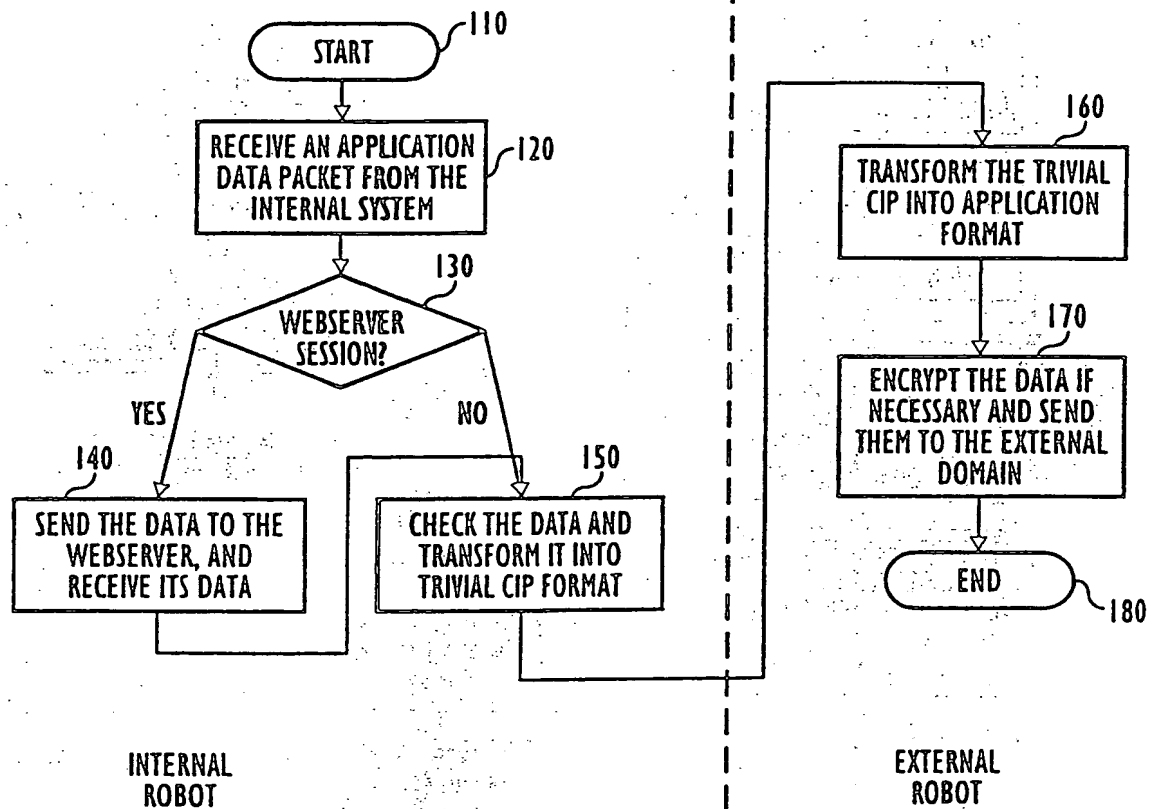 START
110
RECEIVE AN APPLICATION
DATA PACKET FROM THE
INTERNAL SYSTEM
120
130
WEBSERVER
SESSION?
YES
NO
140
SEND THE DATA TO THE
WEBSERVER, AND
RECEIVE ITS DATA
150
CHECK THE DATA AND
TRANSFORM IT INTO
TRIVIAL CIP FORMAT
INTERNAL
ROBOT
160
TRANSFORM THE TRIVIAL
CIP INTO APPLICATION
FORMAT
170
ENCRYPT THE DATA IF
NECESSARY AND SEND
THEM TO THE EXTERNAL
DOMAIN
END
180
EXTERNAL
ROBOT